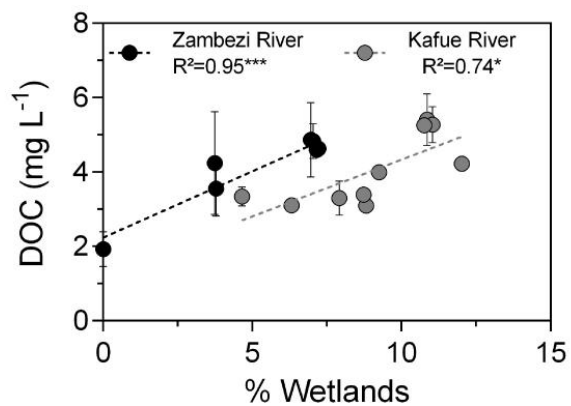 Zambezi River
R²=0.95***
Kafue River
R²=0.74*
DOC (mg L⁻¹)
8
6
4
2
0
0
5
10
15
% Wetlands